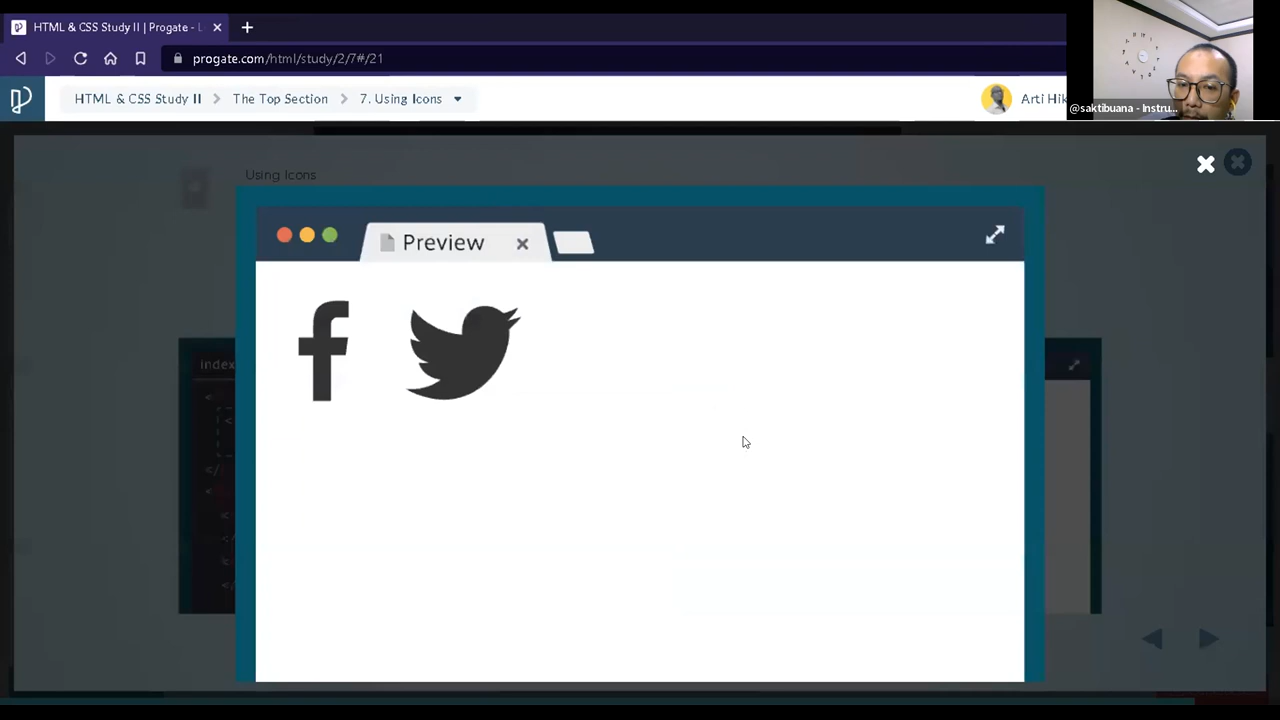 HTML & CSS Study II | Progate - L
progate.com/html/study/2/7#/21
HTML & CSS Study II
The Top Section
7. Using Icons
Arti Hik
@saktibuana - Instru...
Using Icons
Preview
index
</
</
</
</